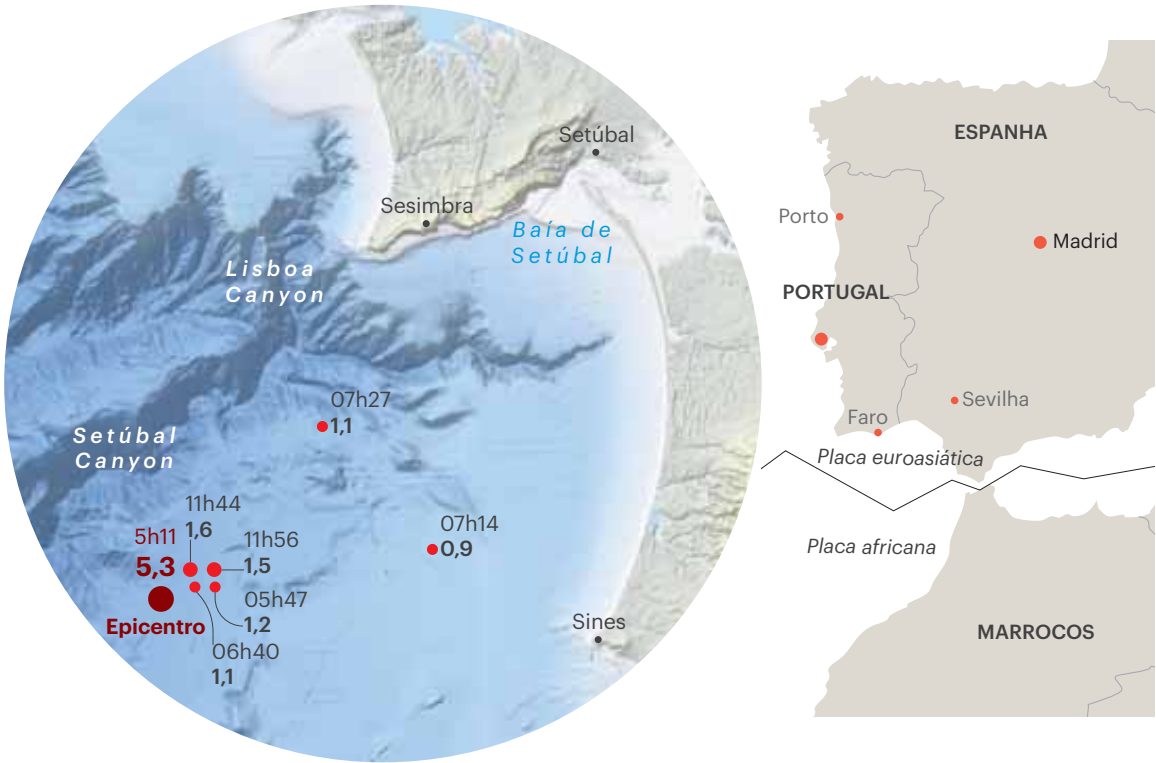 Setúbal
Sesimbra
Baía de
Setúbal
Lisboa
Canyon
07h27
1,1
Setúbal
Canyon
11h44
1,6
5h11
5,3
11h56
1,5
07h14
0,9
Epicentro
05h47
1,2
06h40
1,1
Sines
ESPANHA
Porto
Madrid
PORTUGAL
Sevilha
Faro
Placa euroasiática
Placa africana
MARROCOS